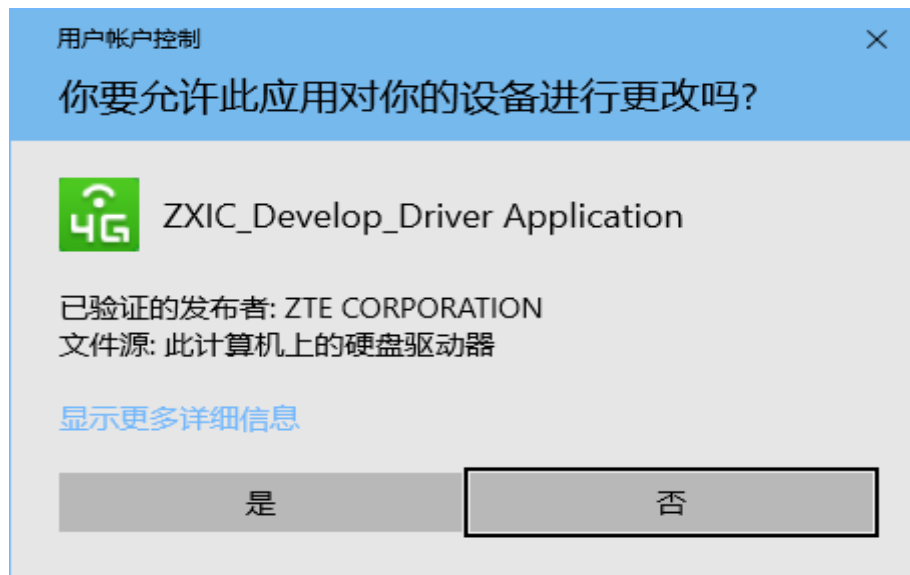 用户帐户控制
你要允许此应用对你的设备进行更改吗?
4G
ZXIC_Develop_Driver Application
已验证的发布者: ZTE CORPORATION
文件源: 此计算机上的硬盘驱动器
显示更多详细信息
是
否